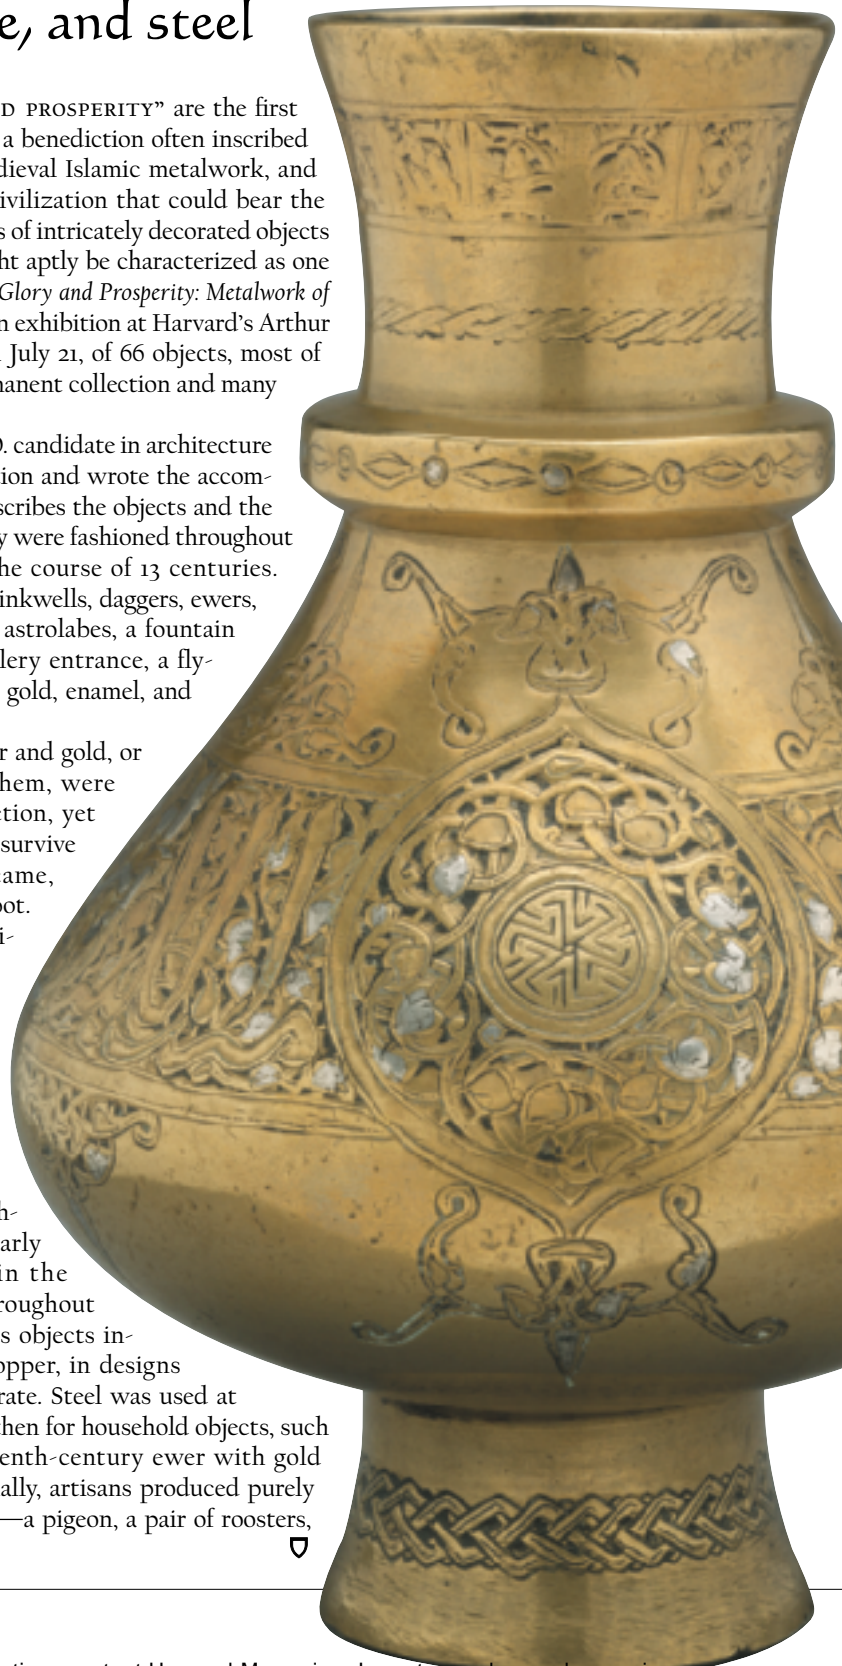 e, and steel
D PROSPERITY” are the first
a benediction often inscribed
dieval Islamic metalwork, and
ivilization that could bear the
s of intricately decorated objects
ht aptly be characterized as one
Glory and Prosperity: Metalwork of
n exhibition at Harvard’s Arthur
July 21, of 66 objects, most of
manent collection and many
. candidate in architecture
tion and wrote the accom-
scribes the objects and the
y were fashioned throughout
he course of 13 centuries.
inkwells, daggers, ewers,
astrolabes, a fountain
lery entrance, a fly-
gold, enamel, and
r and gold, or
hem, were
ction, yet
survive
ame,
oot.
i-
h-
arly
in the
roughout
s objects in-
opper, in designs
rate. Steel was used at
then for household objects, such
enth-century ewer with gold
ally, artisans produced purely
—a pigeon, a pair of roosters,